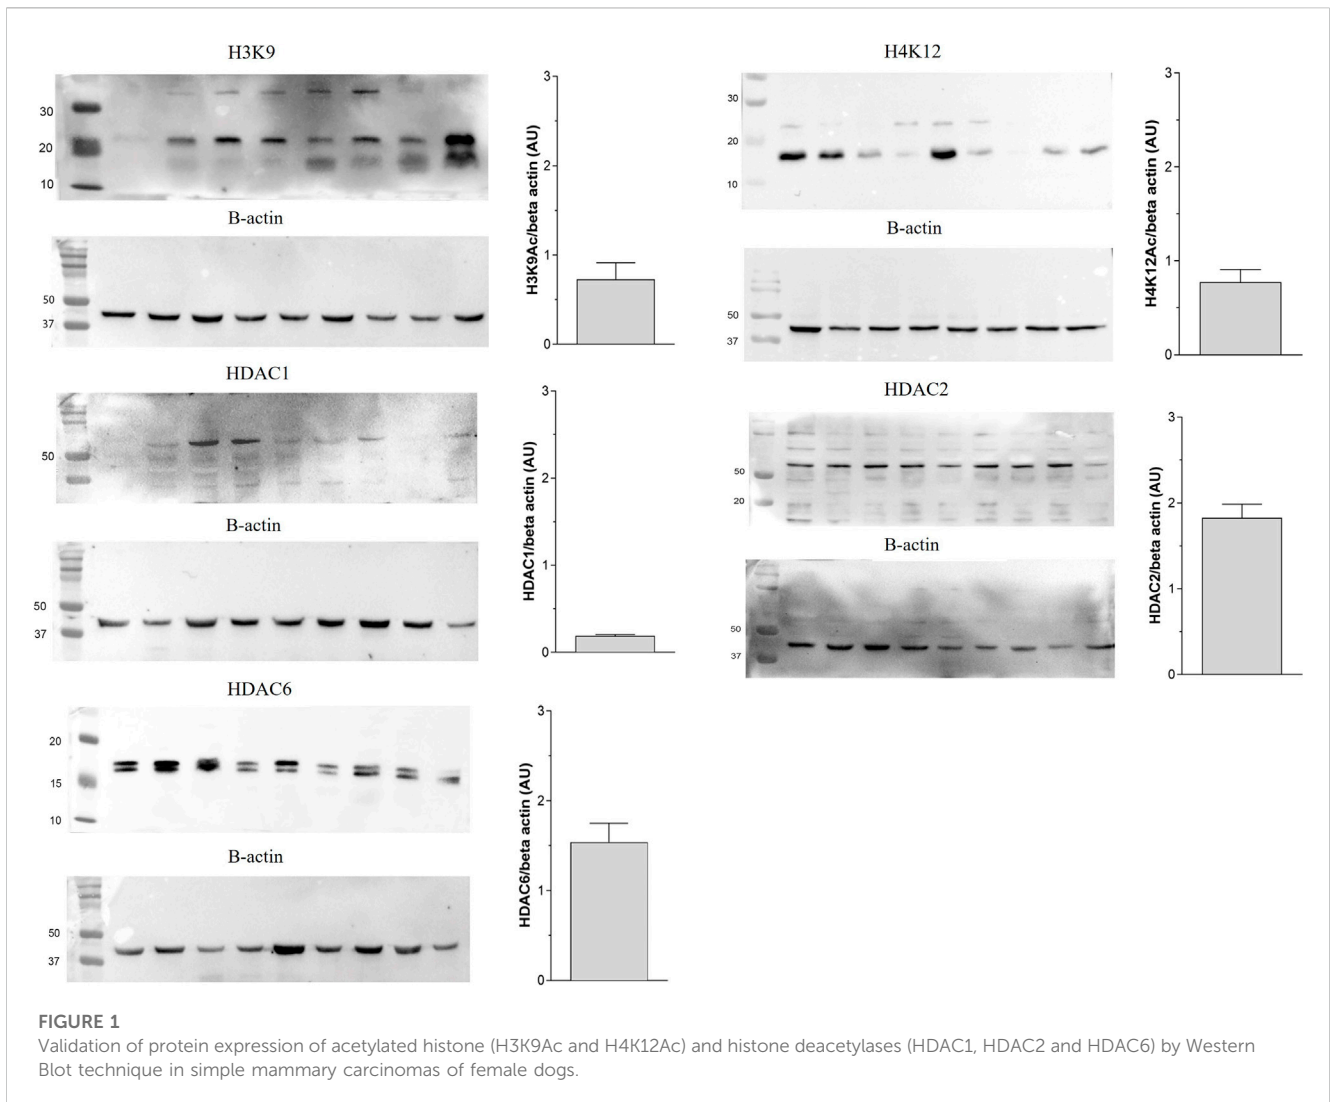 H3K9
30
20
10
B-actin
50
37
3
2
1
0
H3K9Ac/beta actin (AU)
H4K12
30
20
10
B-actin
50
37
3
2
1
0
H4K12Ac/beta actin (AU)
HDAC1
50
B-actin
50
37
3
2
1
0
HDAC1/beta actin (AU)
HDAC2
50
20
B-actin
50
37
3
2
1
0
HDAC2/beta actin (AU)
HDAC6
20
15
10
B-actin
50
37
3
2
1
0
HDAC6/beta actin (AU)
FIGURE 1
Validation of protein expression of acetylated histone (H3K9Ac and H4K12Ac) and histone deacetylases (HDAC1, HDAC2 and HDAC6) by Western
Blot technique in simple mammary carcinomas of female dogs.